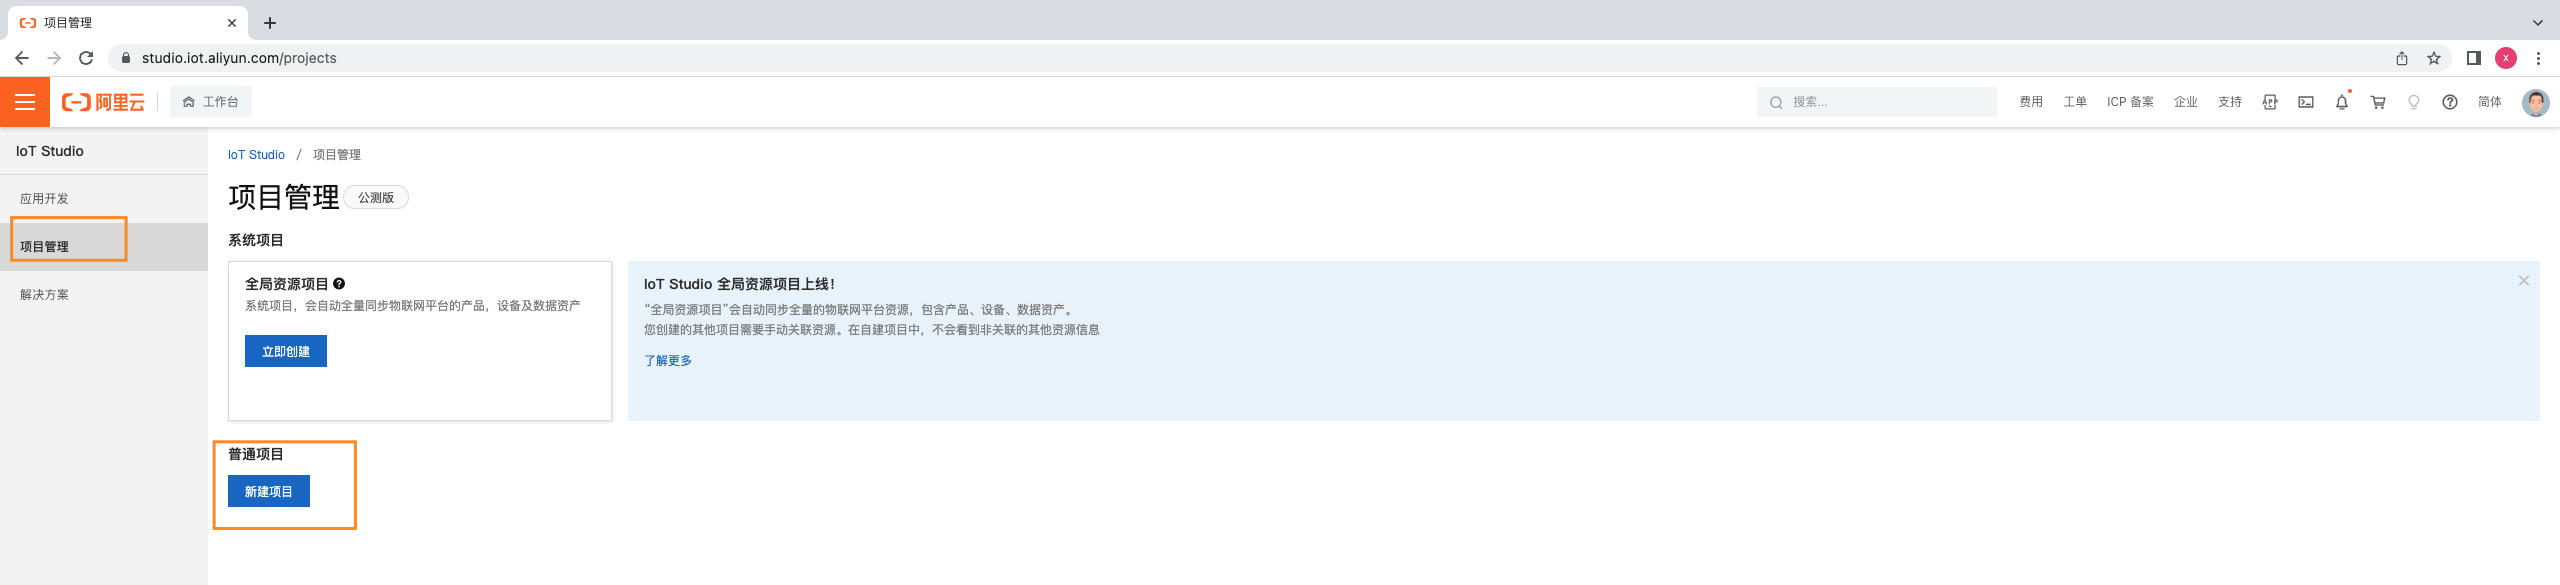 项目管理
studio.iot.aliyun.com/projects
X
阿里云
工作台
搜索...
费用
工单
ICP 备案
企业
支持
APP
简体
IoT Studio
应用开发
项目管理
解决方案
IoT Studio / 项目管理
项目管理 公测版
系统项目
全局资源项目
系统项目，会自动全量同步物联网平台的产品，设备及数据资产
立即创建
IoT Studio 全局资源项目上线！
“全局资源项目”会自动同步全量的物联网平台资源，包含产品、设备、数据资产。
您创建的其他项目需要手动关联资源。在自建项目中，不会看到非关联的其他资源信息
了解更多
普通项目
新建项目